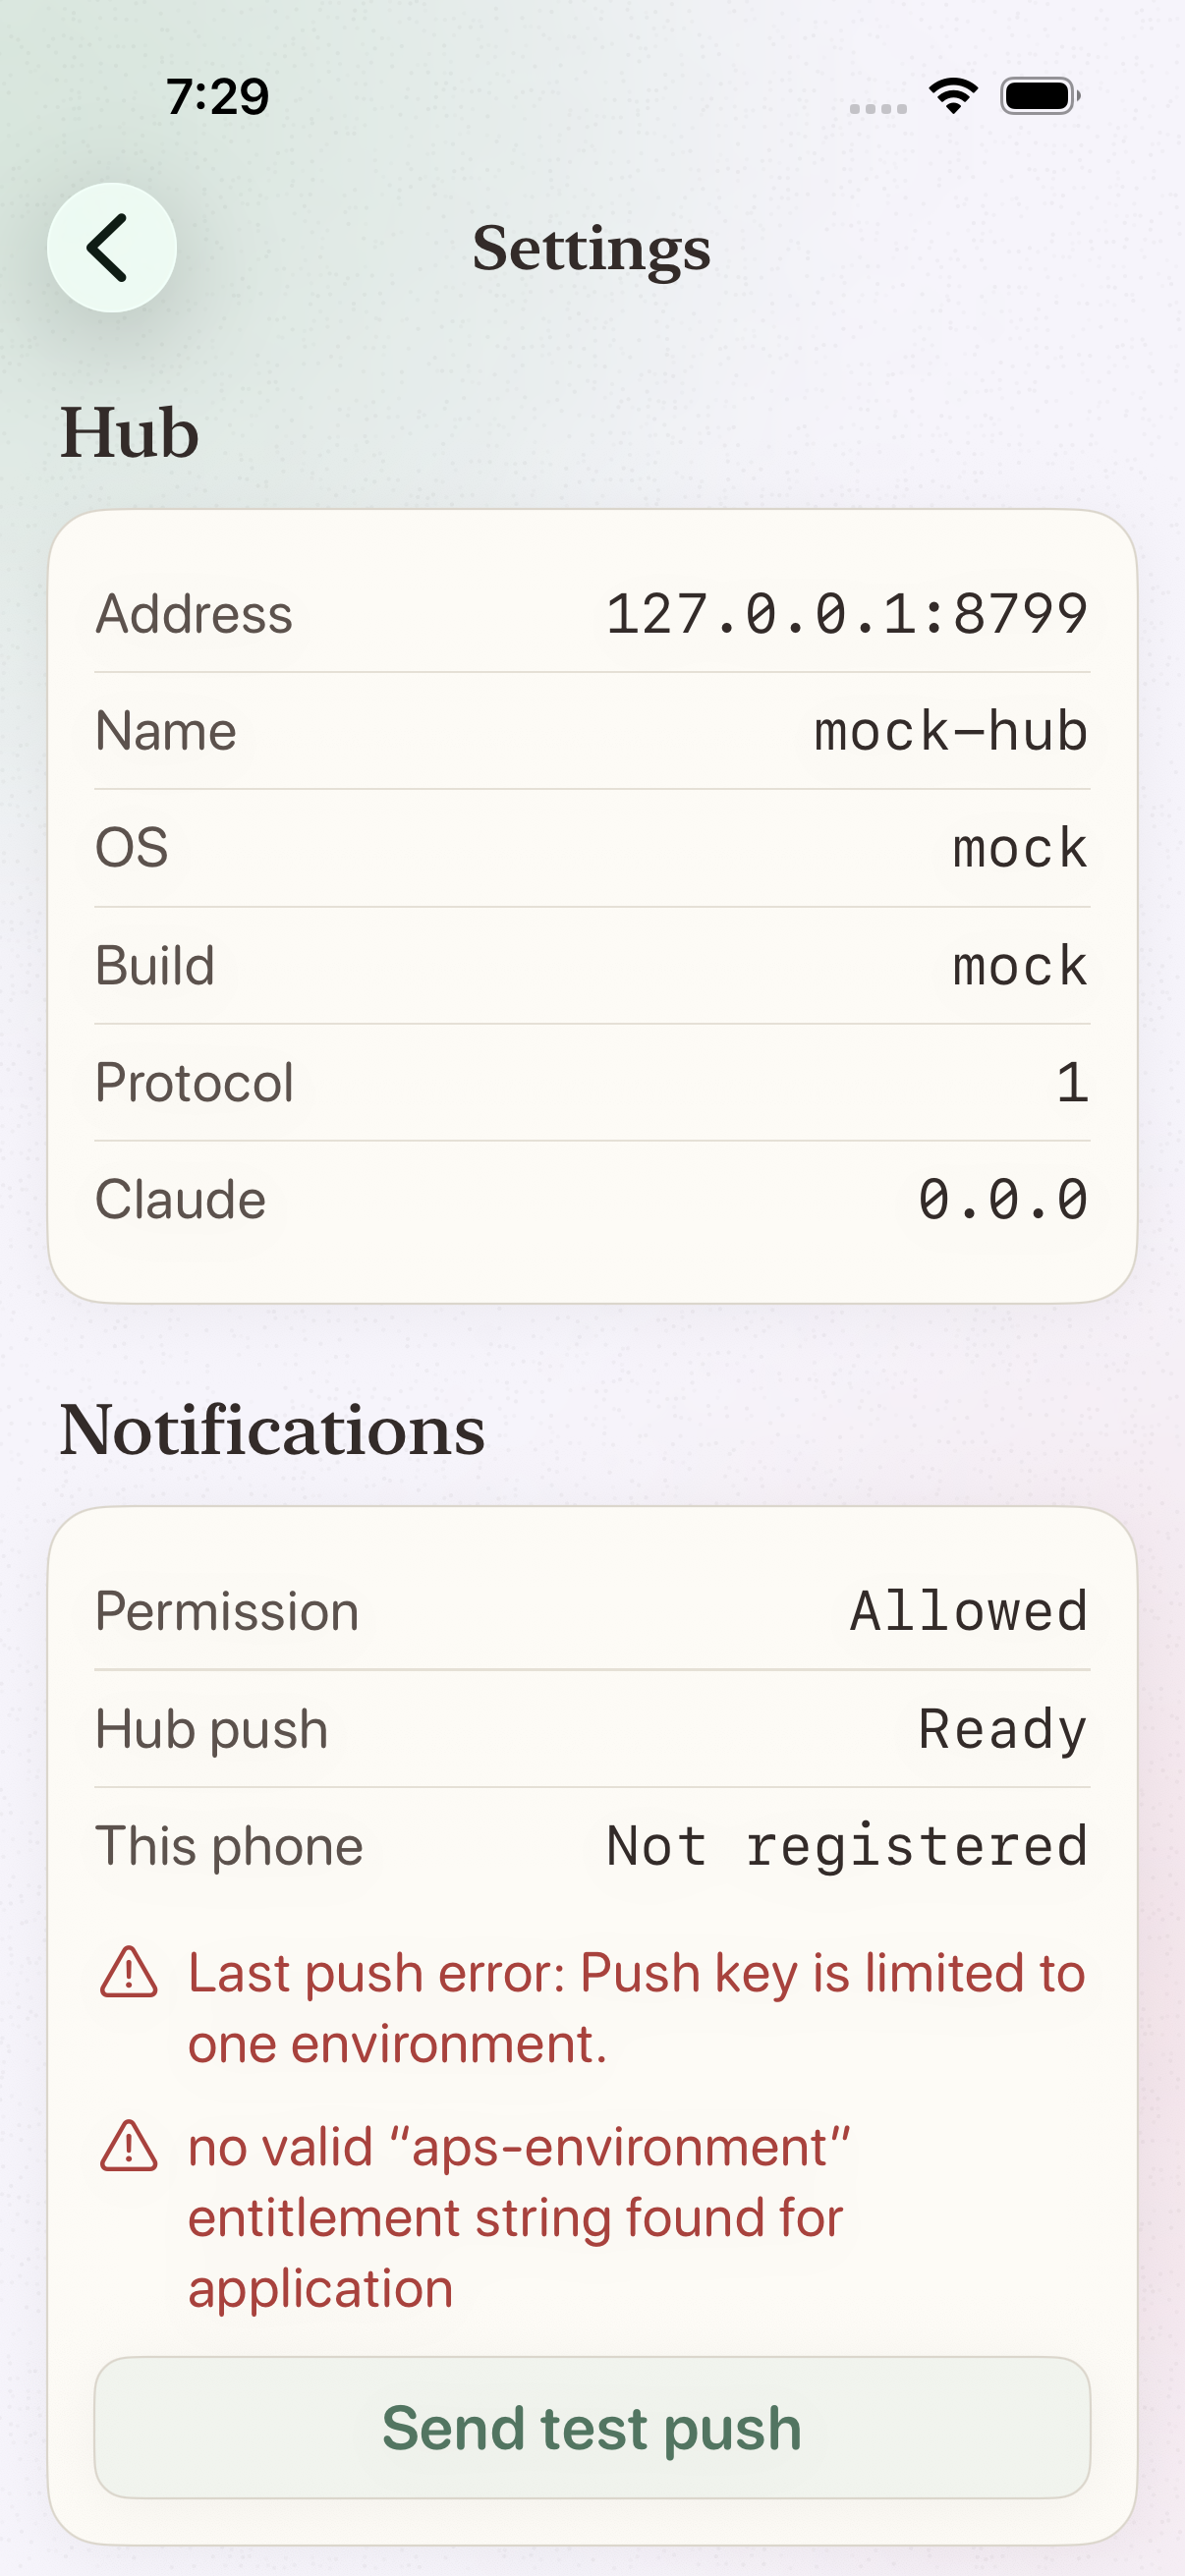 7:29
Settings
Hub
Address 127.0.0.1:8799
Name mock-hub
OS mock
Build mock
Protocol 1
Claude 0.0.0
Notifications
Permission Allowed
Hub push Ready
This phone Not registered
Last push error: Push key is limited to
one environment.
no valid “aps-environment”
entitlement string found for
application
Send test push